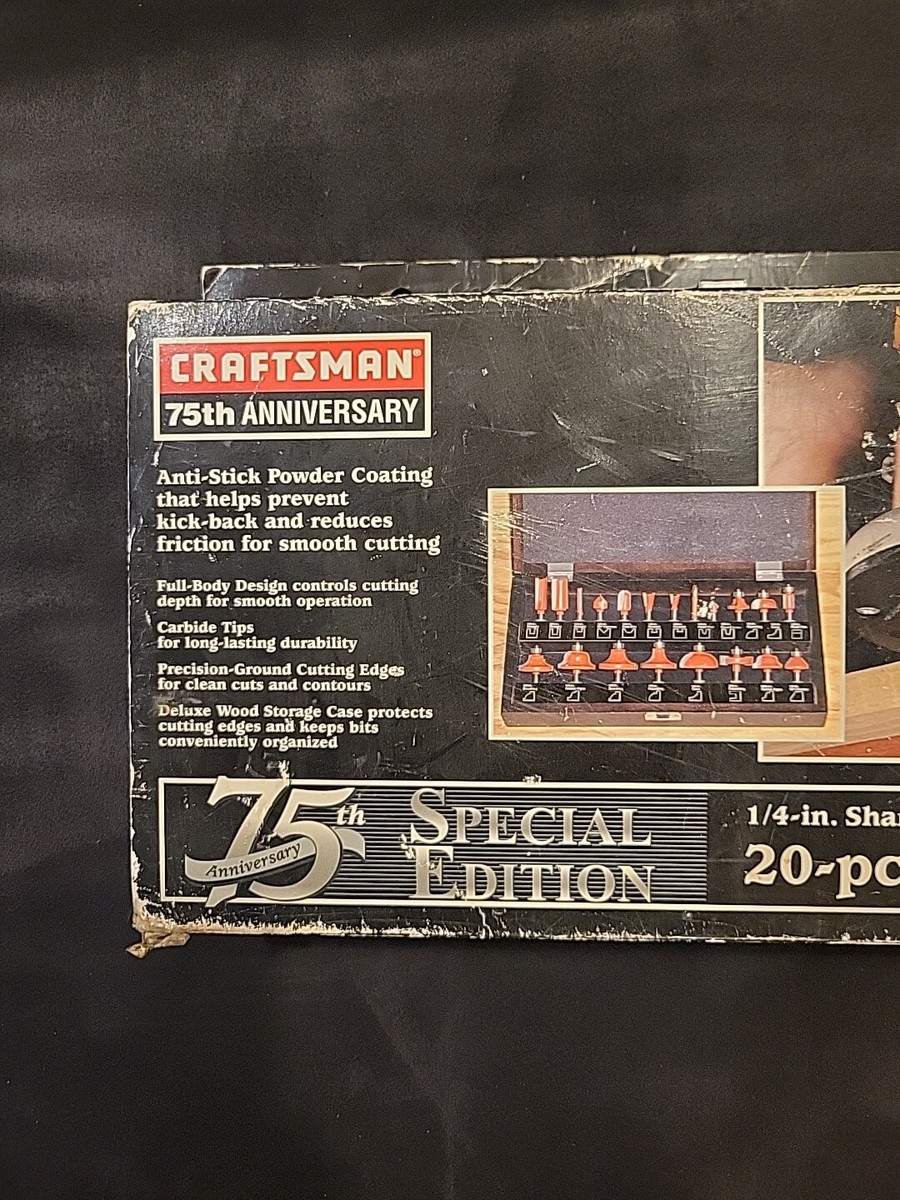 CRAFTSMAN®
75th ANNIVERSARY
Anti-Stick Powder Coating
that helps prevent
kick-back and reduces
friction for smooth cutting
Full-Body Design controls cutting
depth for smooth operation
Carbide Tips
for long-lasting durability
Precision-Ground Cutting Edges
for clean cuts and contours
Deluxe Wood Storage Case protects
cutting edges and keeps bits
conveniently organized
75th
Anniversary
SPECIAL
EDITION
1/4-in. Sha
20-pc